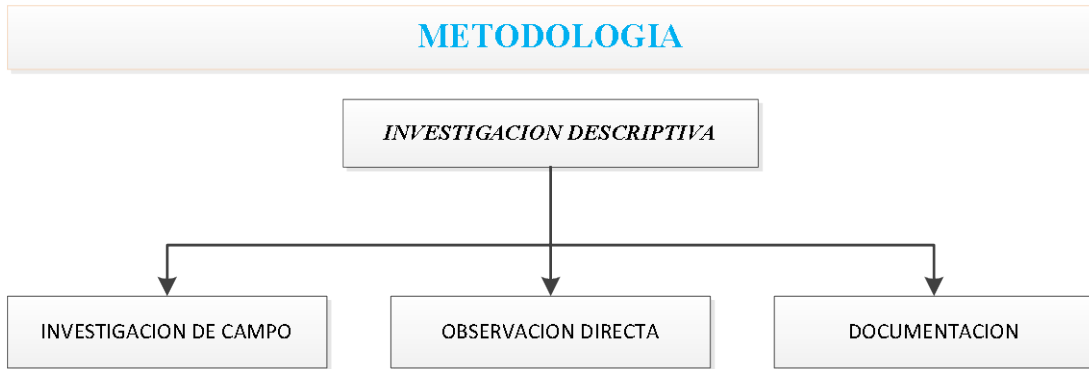 METODOLOGIA
INVESTIGACION DESCRIPTIVA
INVESTIGACION DE CAMPO
OBSERVACION DIRECTA
DOCUMENTACION